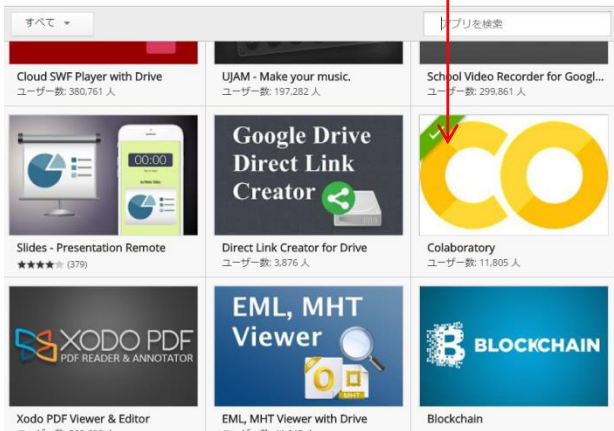 すべて
アプリを検索
Cloud SWF Player with Drive
ユーザー数: 380,761 人
UJAM - Make your music.
ユーザー数: 197,282 人
School Video Recorder for Googl...
ユーザー数: 299,861 人
00:00
Slides - Presentation Remote
(379)
Google Drive
Direct Link
Creator
Direct Link Creator for Drive
ユーザー数: 3,876 人
CO
Colaboratory
ユーザー数: 11,805 人
XODO PDF
PDF READER & ANNOTATOR
Xodo PDF Viewer & Editor
EML, MHT
Viewer
MHT
EML, MHT Viewer with Drive
BLOCKCHAIN
Blockchain